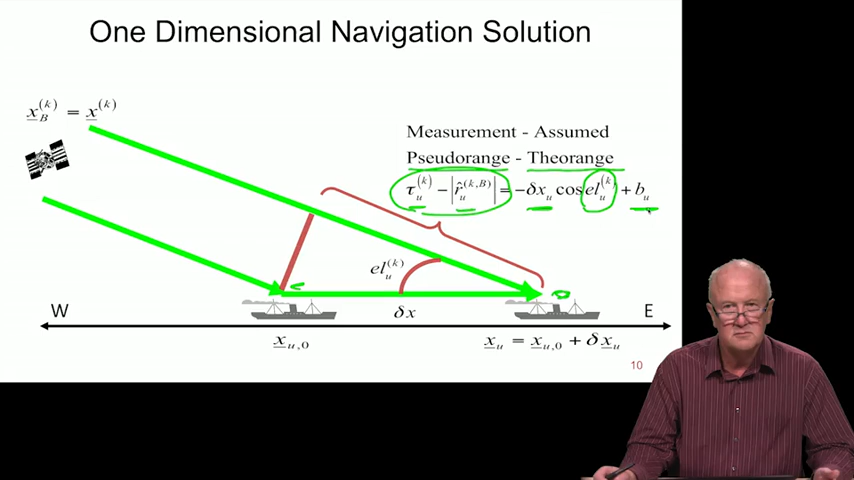 One Dimensional Navigation Solution
x_B^(k) = x^(k)
Measurement - Assumed
Pseudorange - Theorange
τ_u^(k) - |r̂_u^(k,B)| = -δx_u cos el_u^(k) + b_u
el_u^(k)
W
E
δx
x_u,0
x_u = x_u,0 + δx_u
10